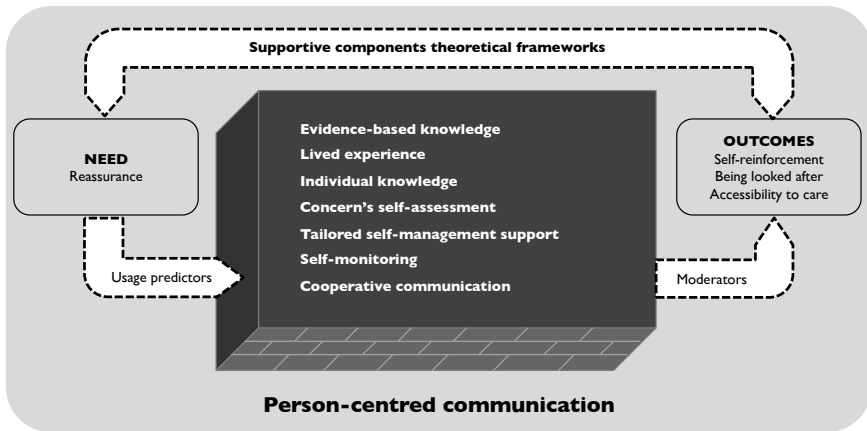 Supportive components theoretical frameworks
NEED
Reassurance
Evidence-based knowledge
Lived experience
Individual knowledge
Concern's self-assessment
Tailored self-management support
Self-monitoring
Cooperative communication
OUTCOMES
Self-reinforcement
Being looked after
Accessibility to care
Usage predictors
Moderators
Person-centred communication